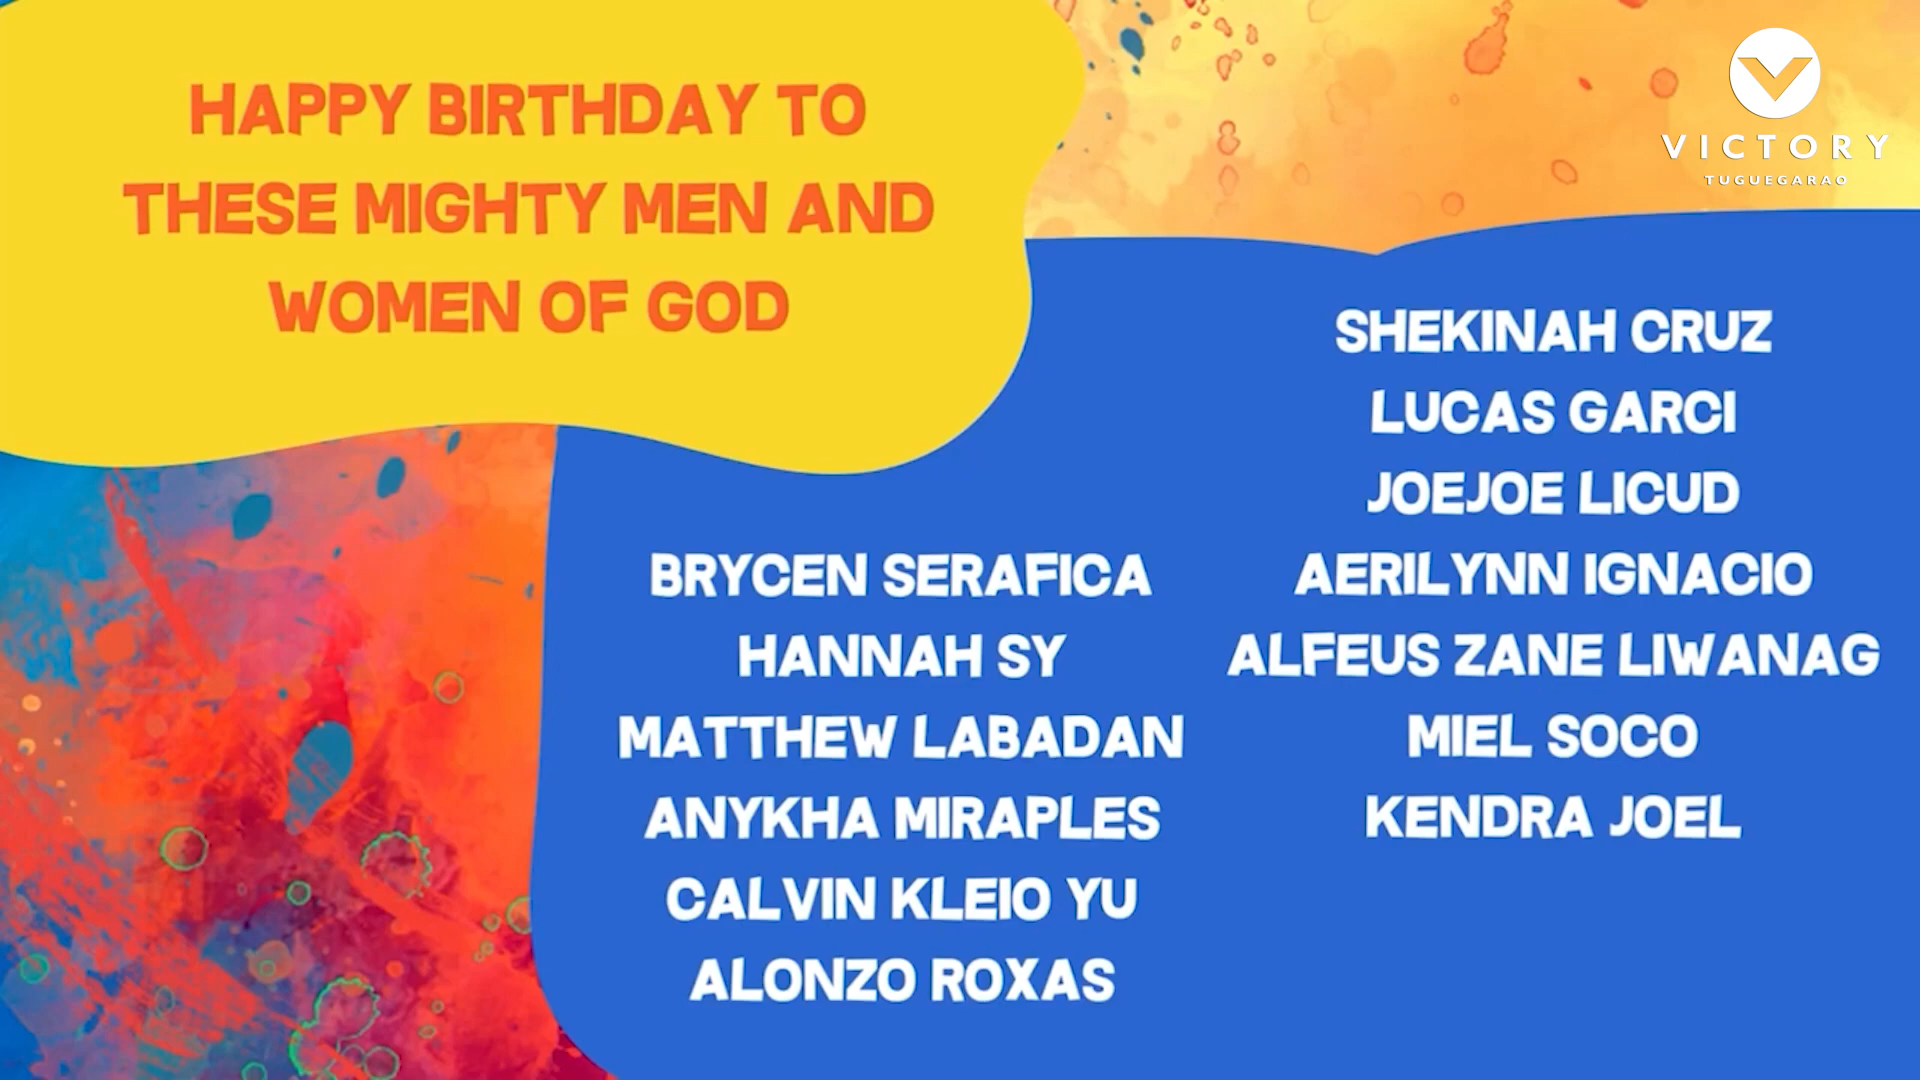 HAPPY BIRTHDAY TO
THESE MIGHTY MEN AND
WOMEN OF GOD
VICTORY
TUGUEGARAO
BRYCEN SERAFICA
HANNAH SY
MATTHEW LABADAN
ANYKHA MIRAPLES
CALVIN KLEIO YU
ALONZO ROXAS
SHEKINAH CRUZ
LUCAS GARCI
JOEJOE LICUD
AERILYNN IGNACIO
ALFEUS ZANE LIWANAG
MIEL SOCO
KENDRA JOEL